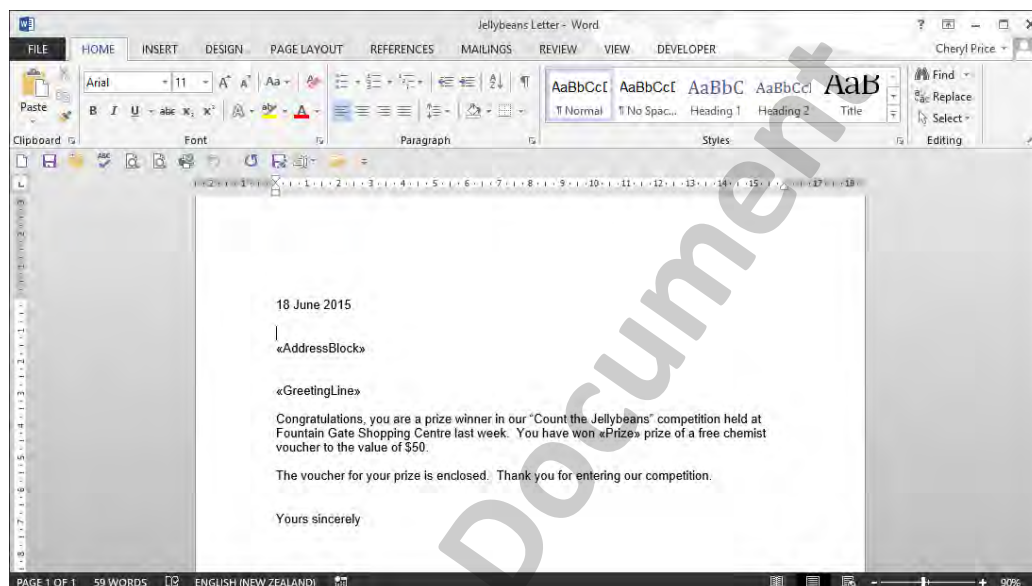 Jellybeans Letter - Word
FILE HOME INSERT DESIGN PAGE LAYOUT REFERENCES MAILINGS REVIEW VIEW DEVELOPER Cheryl Price
Arial 11 Aa
Find
Replace
Select
Paste
B I U abc x₂ x² A ab A
AaBbCcI AaBbCcI AaBbC AaBbCcI AaB
¶ Normal ¶ No Spac... Heading 1 Heading 2 Title
Clipboard Font Paragraph Styles Editing
18 June 2015
«AddressBlock»
«GreetingLine»
Congratulations, you are a prize winner in our “Count the Jellybeans” competition held at
Fountain Gate Shopping Centre last week. You have won «Prize» prize of a free chemist
voucher to the value of $50.
The voucher for your prize is enclosed. Thank you for entering our competition.
Yours sincerely
Document
PAGE 1 OF 1 59 WORDS ENGLISH (NEW ZEALAND) 90%